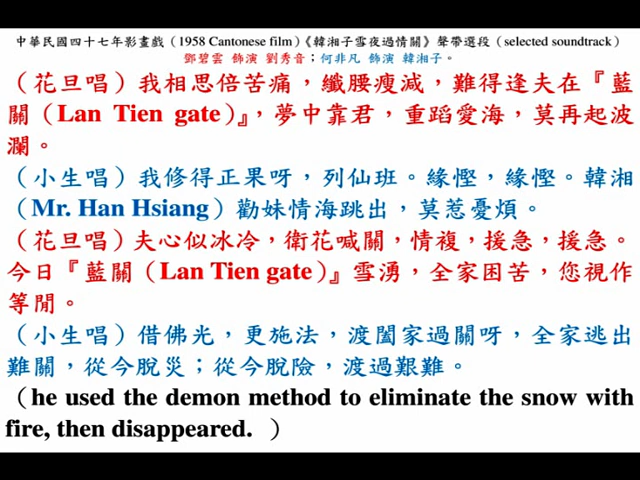 中華民國四十七年影畫戲（1958 Cantonese film）《韓湘子雪夜過情關》聲帶選段（selected soundtrack）
鄧碧雲 飾演 劉秀音；何非凡 飾演 韓湘子。
（花旦唱）我相思倍苦痛，纖腰瘦減，難得逢夫在『藍
關（Lan Tien gate）』，夢中靠君，重蹈愛海，莫再起波
瀾。
（小生唱）我修得正果呀，列仙班。緣慳，緣慳。韓湘
（Mr. Han Hsiang）勸妹情海跳出，莫惹憂煩。
（花旦唱）夫心似冰冷，衛花喊關，情複，援急，援急。
今日『藍關（Lan Tien gate）』雪湧，全家困苦，您視作
等閒。
（小生唱）借佛光，更施法，渡闔家過關呀，全家逃出
難關，從今脫災；從今脫險，渡過艱難。
（he used the demon method to eliminate the snow with
fire, then disappeared. ）